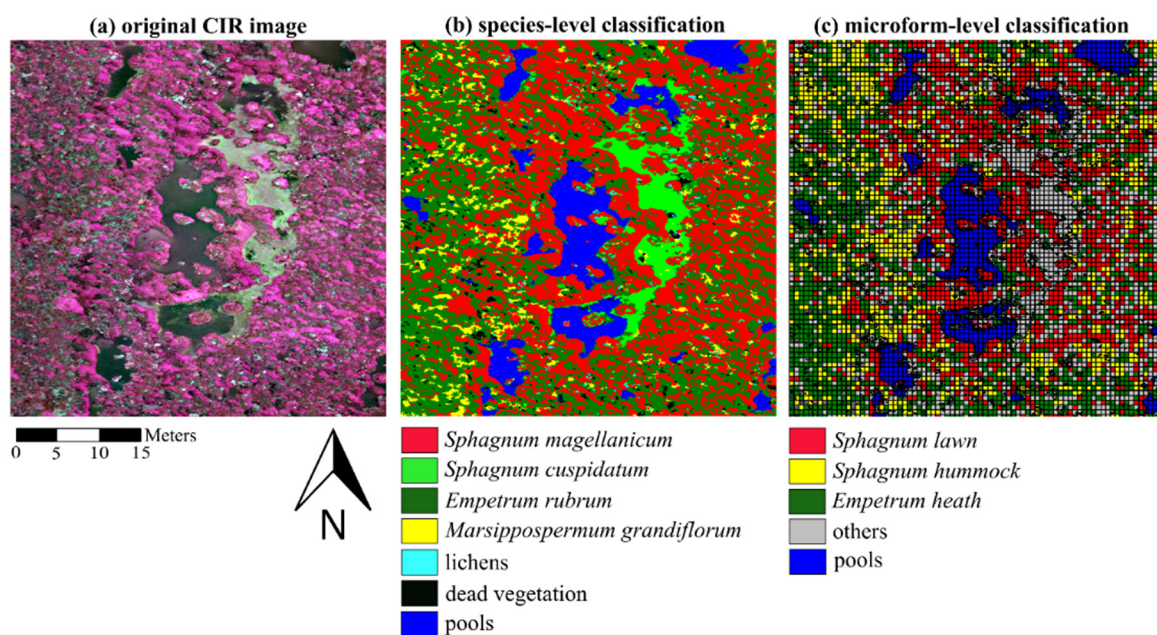 (a) original CIR image
(b) species-level classification
(c) microform-level classification
0 5 10 15 Meters
N
Sphagnum magellanicum
Sphagnum cuspidatum
Empetrum rubrum
Marsippospermum grandiflorum
lichens
dead vegetation
pools
Sphagnum lawn
Sphagnum hummock
Empetrum heath
others
pools